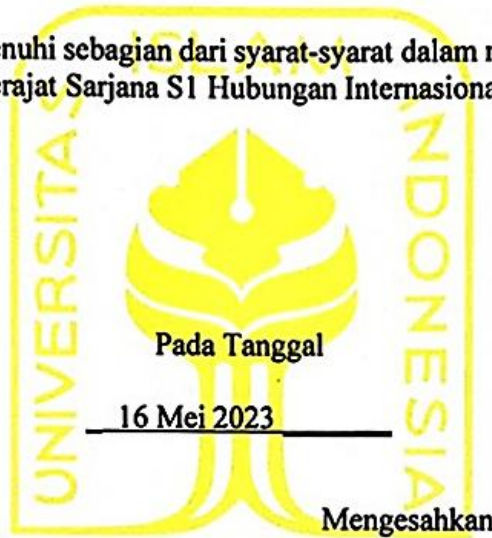 enuhi sebagian dari syarat-syarat dalam
erajat Sarjana S1 Hubungan Internasiona
UNIVERSITAS ISLAM INDONESIA
Pada Tanggal
16 Mei 2023
Mengesahkan